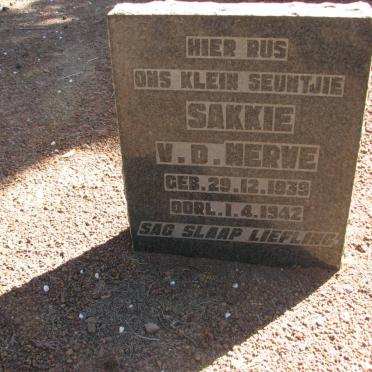 HIER RUS
ONS KLEIN SEUNTJIE
SAKKIE
V.D. MERWE
GEB. 29.12.1939
OORL. 1.4.1942
SAG SLAAP LIEFLING